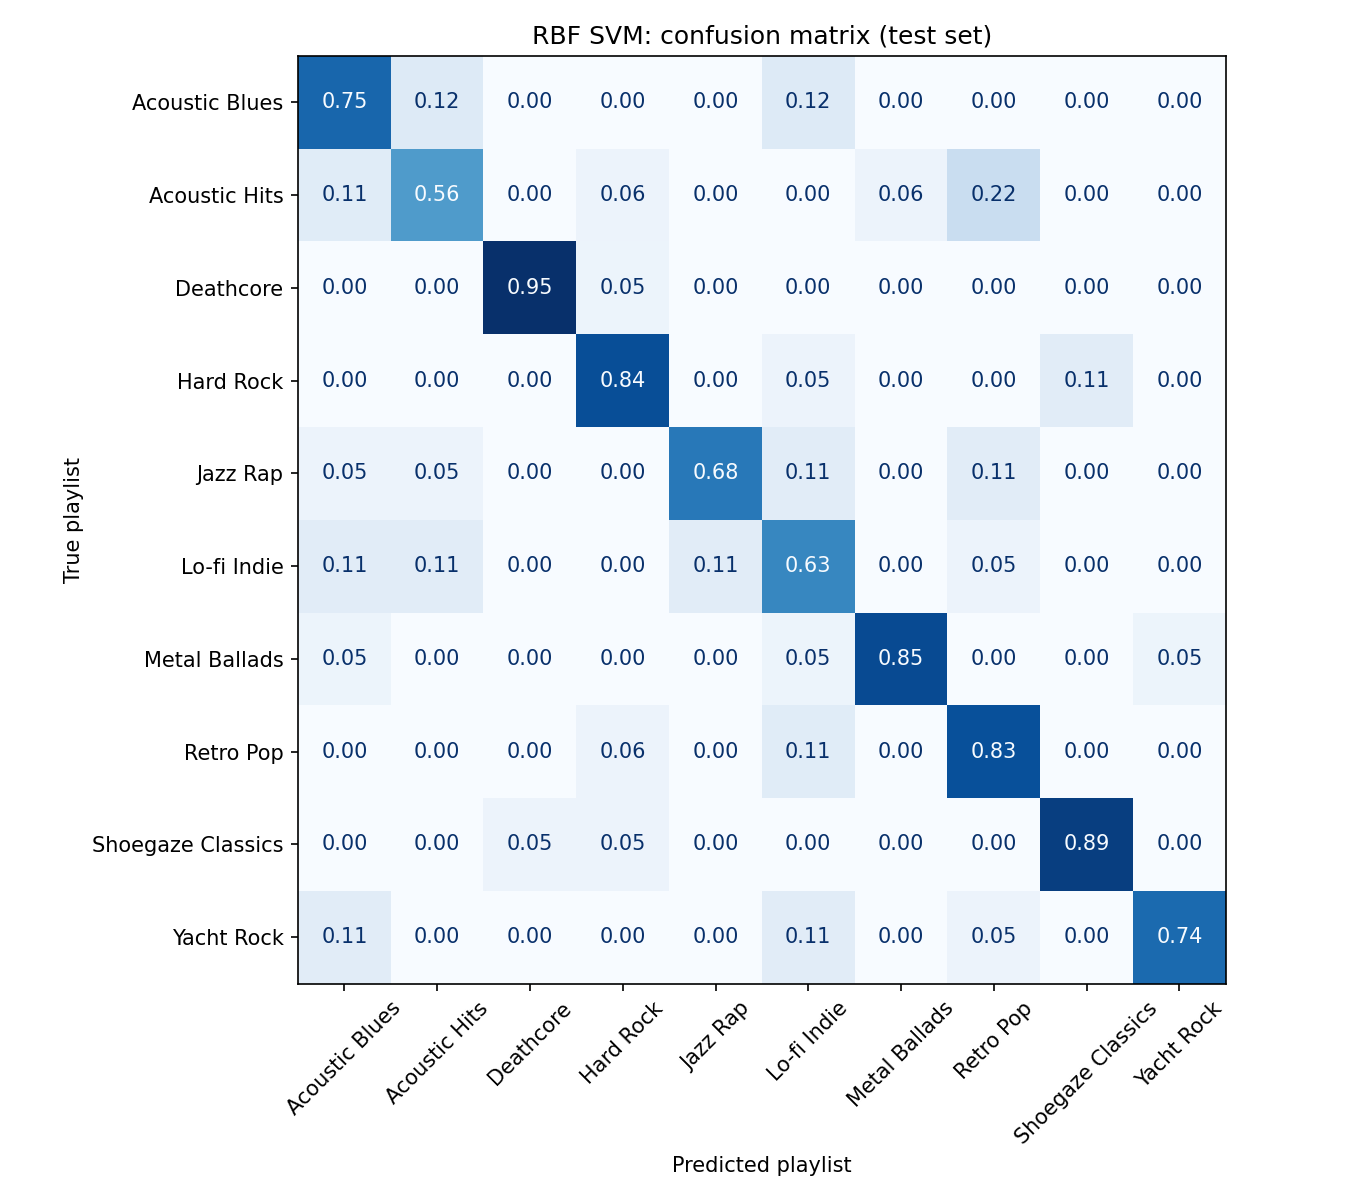 RBF SVM: confusion matrix (test set)
True playlist
Acoustic Blues 0.75 0.12 0.00 0.00 0.00 0.12 0.00 0.00 0.00 0.00
Acoustic Hits 0.11 0.56 0.00 0.06 0.00 0.00 0.06 0.22 0.00 0.00
Deathcore 0.00 0.00 0.95 0.05 0.00 0.00 0.00 0.00 0.00 0.00
Hard Rock 0.00 0.00 0.00 0.84 0.00 0.05 0.00 0.00 0.11 0.00
Jazz Rap 0.05 0.05 0.00 0.00 0.68 0.11 0.00 0.11 0.00 0.00
Lo-fi Indie 0.11 0.11 0.00 0.00 0.11 0.63 0.00 0.05 0.00 0.00
Metal Ballads 0.05 0.00 0.00 0.00 0.00 0.05 0.85 0.00 0.00 0.05
Retro Pop 0.00 0.00 0.00 0.06 0.00 0.11 0.00 0.83 0.00 0.00
Shoegaze Classics 0.00 0.00 0.05 0.05 0.00 0.00 0.00 0.00 0.89 0.00
Yacht Rock 0.11 0.00 0.00 0.00 0.00 0.11 0.00 0.05 0.00 0.74
Acoustic Blues Acoustic Hits Deathcore Hard Rock Jazz Rap Lo-fi Indie Metal Ballads Retro Pop Shoegaze Classics Yacht Rock
Predicted playlist